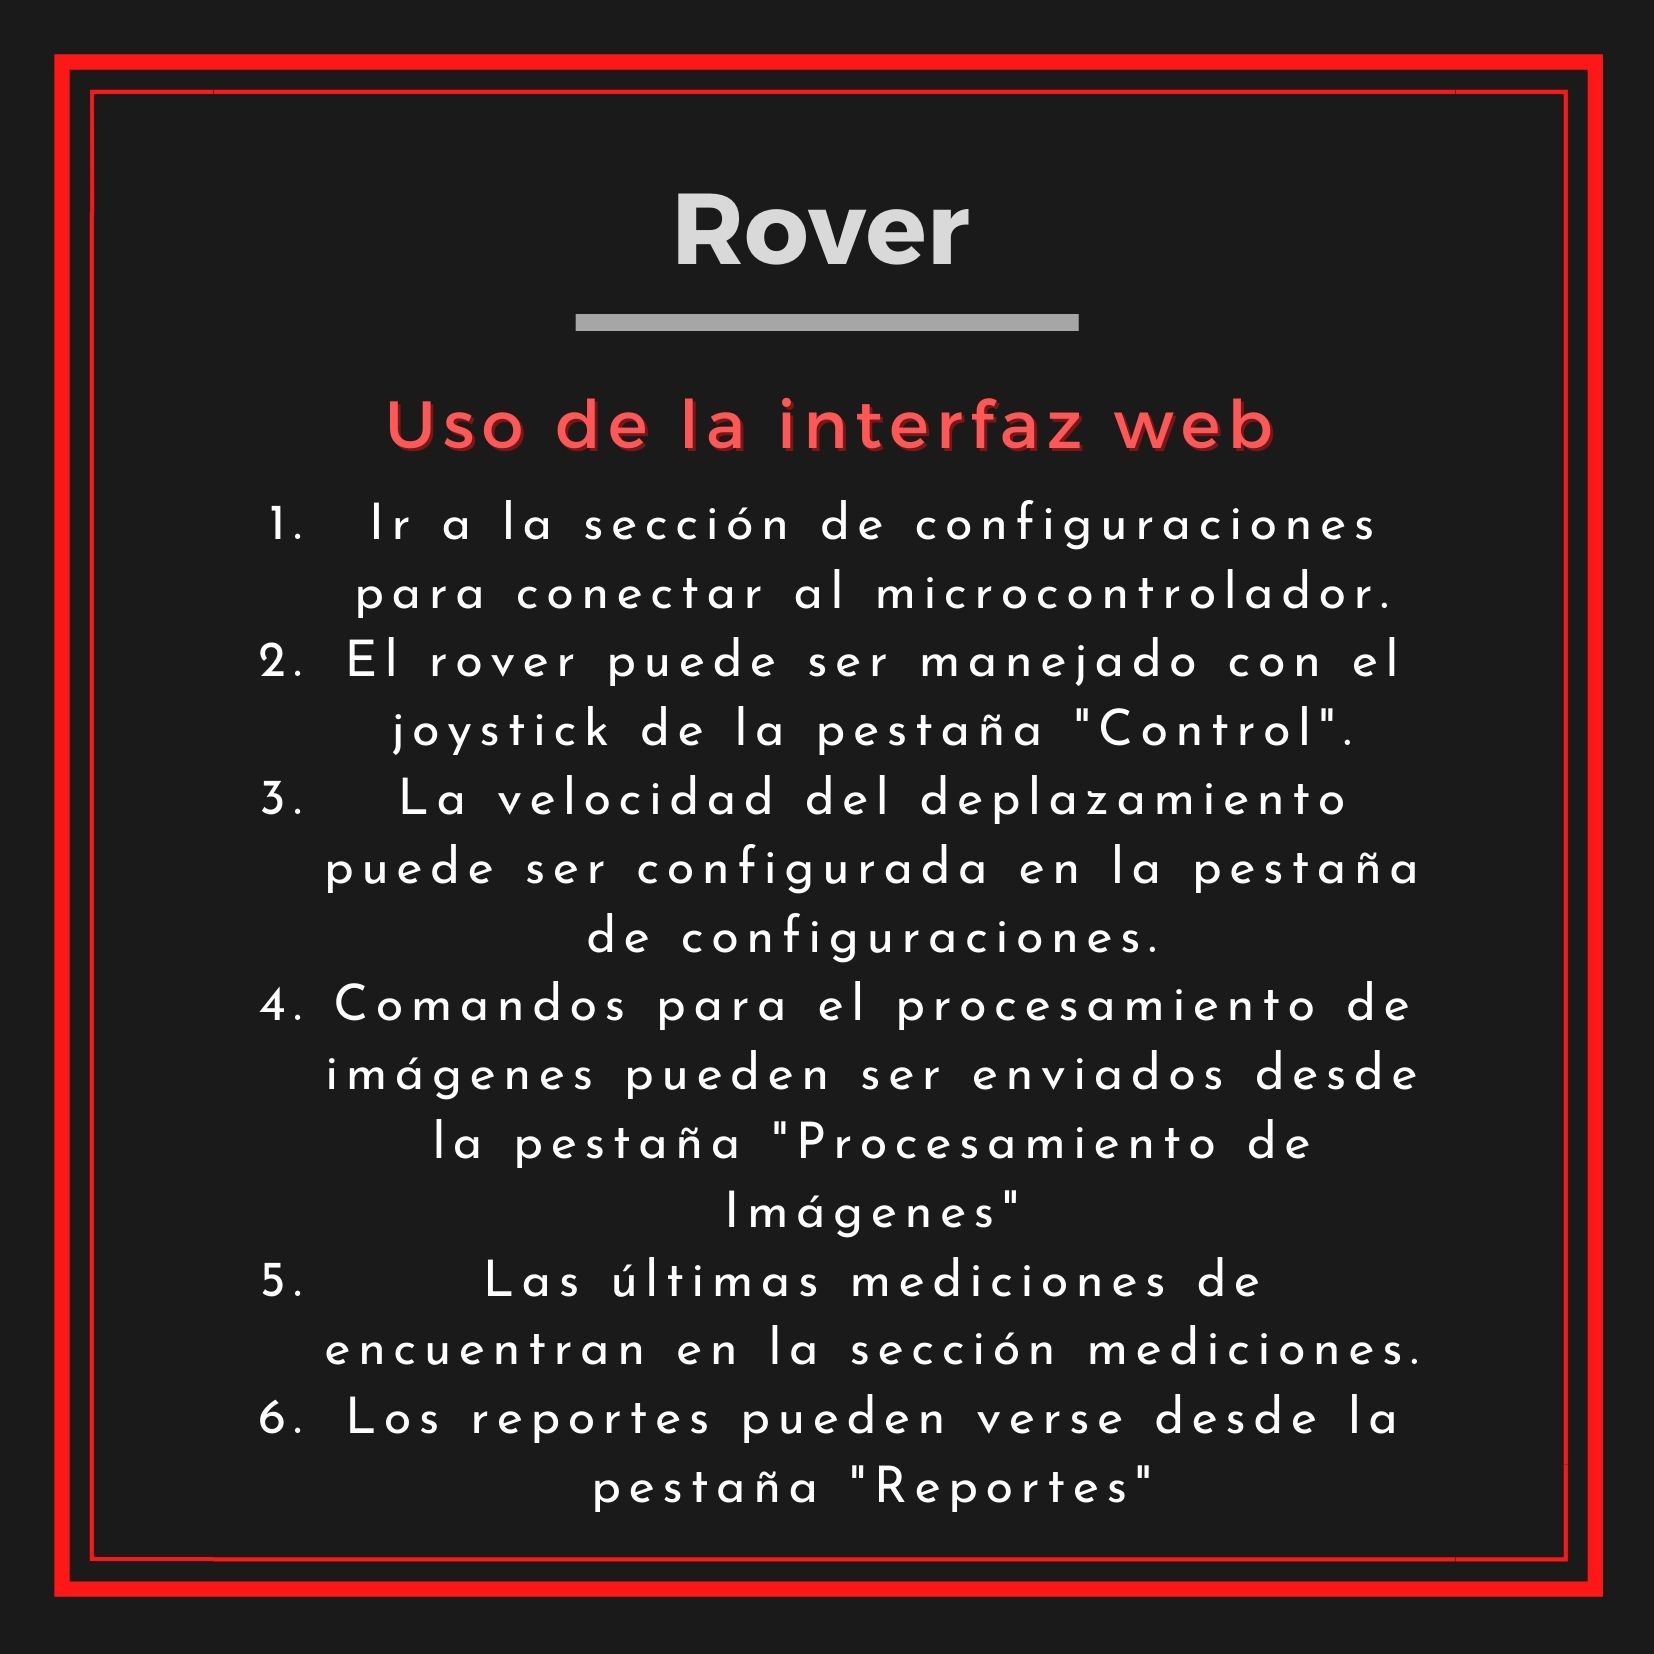 Rover
Uso de la interfaz web
1. Ir a la sección de configuraciones
para conectar al microcontrolador.
2. El rover puede ser manejado con el
joystick de la pestaña "Control".
3. La velocidad del deplazamiento
puede ser configurada en la pestaña
de configuraciones.
4. Comandos para el procesamiento de
imágenes pueden ser enviados desde
la pestaña "Procesamiento de
Imágenes"
5. Las últimas mediciones de
encuentran en la sección mediciones.
6. Los reportes pueden verse desde la
pestaña "Reportes"